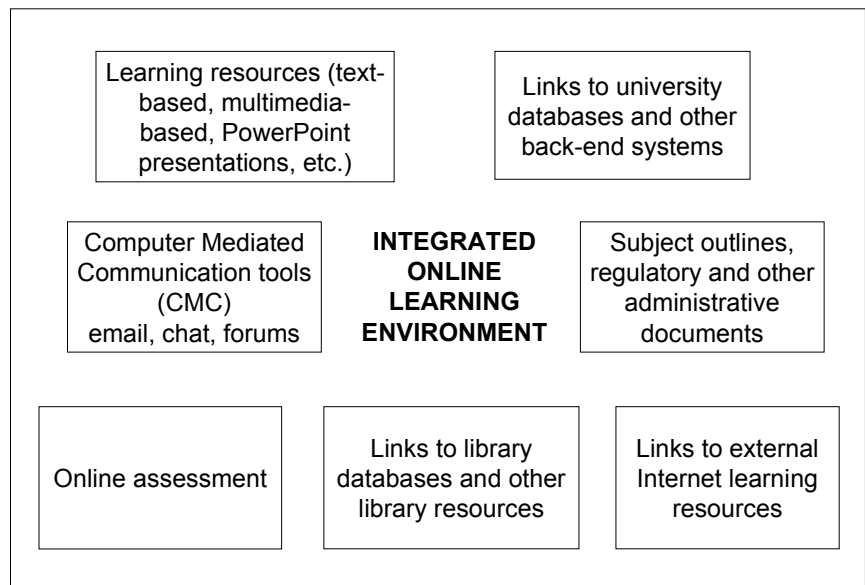 Learning resources (text-
based, multimedia-
based, PowerPoint
presentations, etc.)
Links to university
databases and other
back-end systems
Computer Mediated
Communication tools
(CMC)
email, chat, forums
INTEGRATED
ONLINE
LEARNING
ENVIRONMENT
Subject outlines,
regulatory and other
administrative
documents
Online assessment
Links to library
databases and other
library resources
Links to external
Internet learning
resources